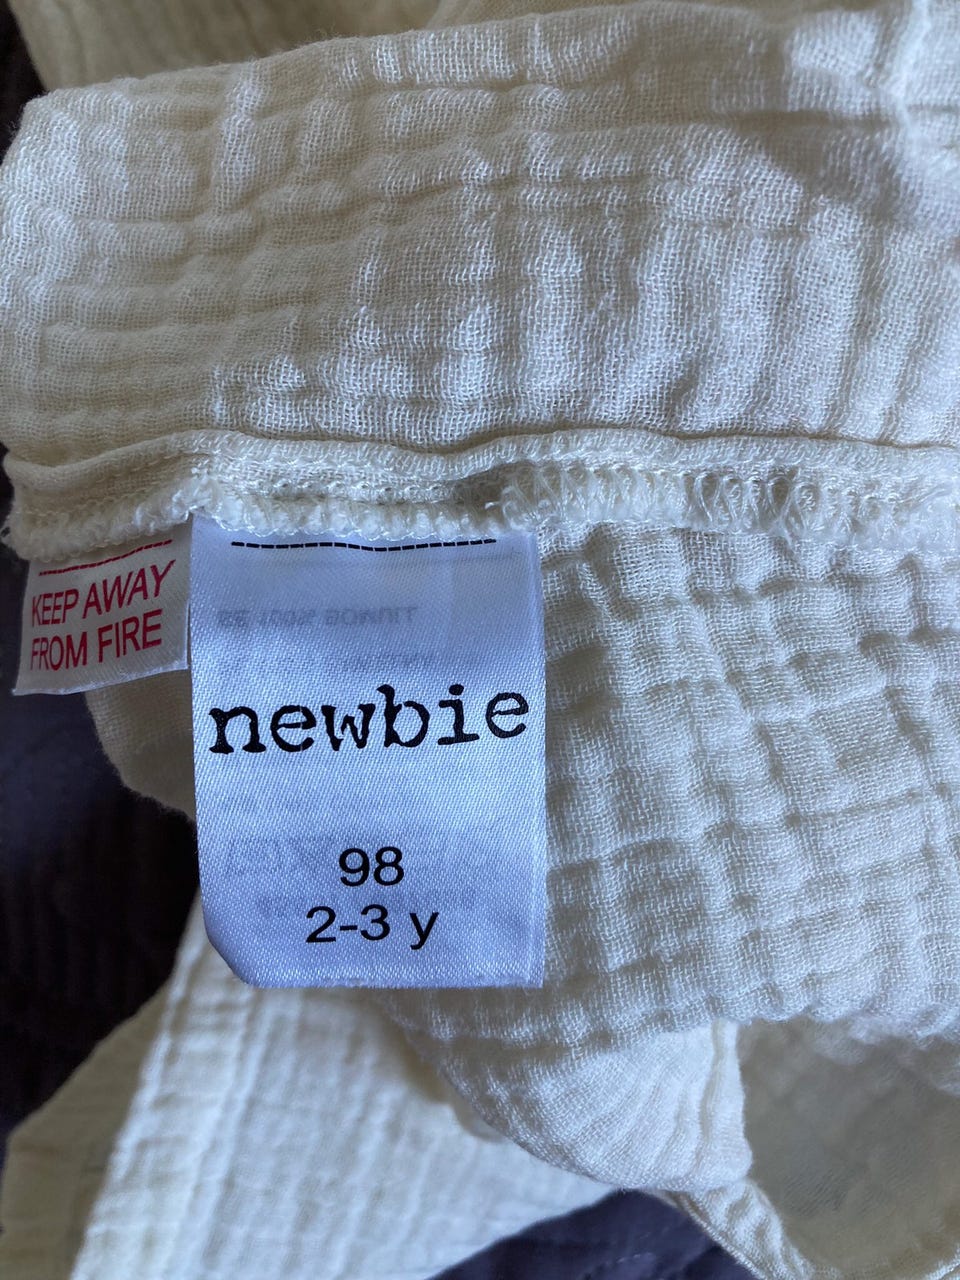 KEEP AWAY
FROM FIRE
newbie
98
2-3 y